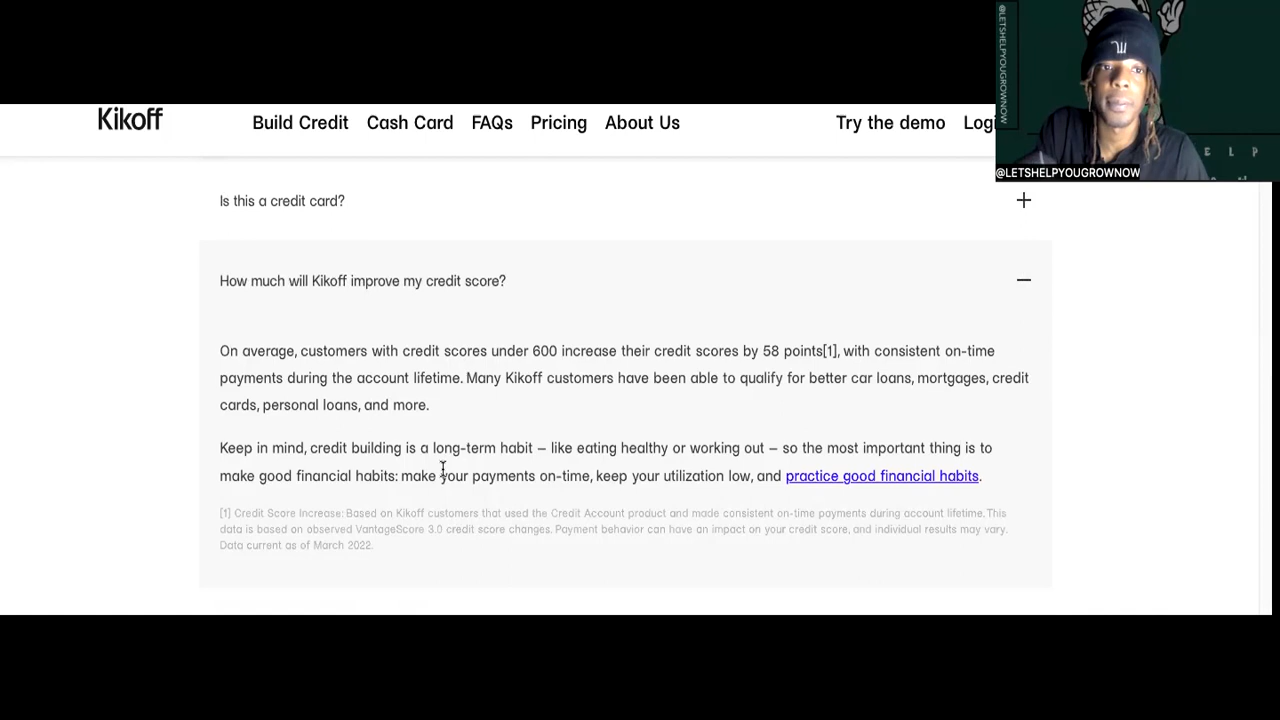 Kikoff
Build Credit Cash Card FAQs Pricing About Us Try the demo
@LETSHELPYOUGROWNOW
@LETSHELPYOUGROWNOW
Is this a credit card?
How much will Kikoff improve my credit score?
On average, customers with credit scores under 600 increase their credit scores by 58 points[1], with consistent on-time
payments during the account lifetime. Many Kikoff customers have been able to qualify for better car loans, mortgages, credit
cards, personal loans, and more.
Keep in mind, credit building is a long-term habit – like eating healthy or working out – so the most important thing is to
make good financial habits: make your payments on-time, keep your utilization low, and practice good financial habits.
[1] Credit Score Increase: Based on Kikoff customers that used the Credit Account product and made consistent on-time payments during account lifetime. This
data is based on observed VantageScore 3.0 credit score changes. Payment behavior can have an impact on your credit score, and individual results may vary.
Data current as of March 2022.